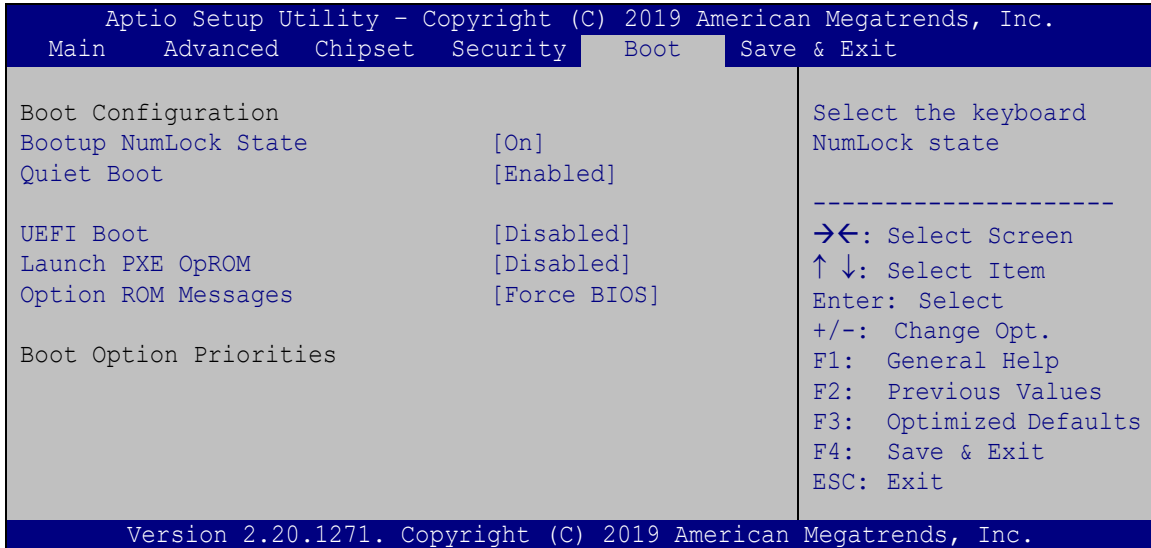 Aptio Setup Utility – Copyright (C) 2019 American Megatrends, Inc.
Main Advanced Chipset Security Boot Save & Exit
Boot Configuration
Bootup NumLock State [On]
Quiet Boot [Enabled]
UEFI Boot [Disabled]
Launch PXE OpROM [Disabled]
Option ROM Messages [Force BIOS]
Boot Option Priorities
Select the keyboard
NumLock state
---------------------
→←: Select Screen
↑ ↓: Select Item
Enter: Select
+/-: Change Opt.
F1: General Help
F2: Previous Values
F3: Optimized Defaults
F4: Save & Exit
ESC: Exit
Version 2.20.1271. Copyright (C) 2019 American Megatrends, Inc.